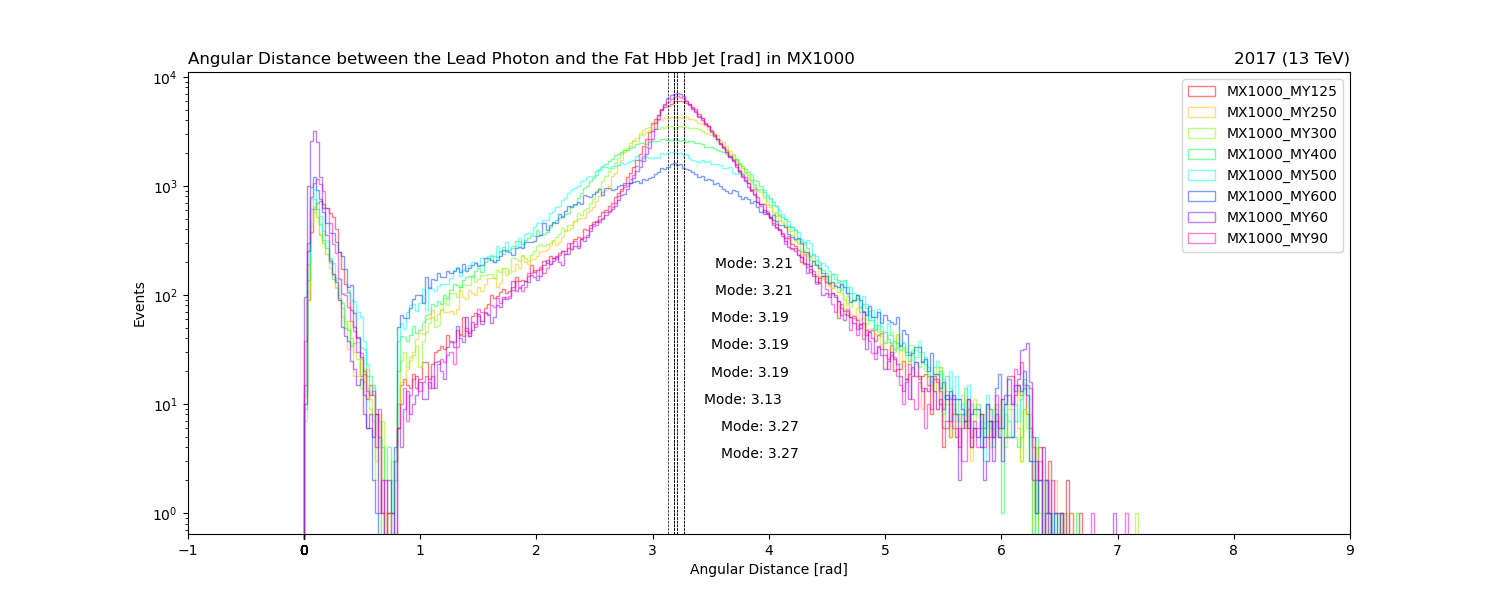 Angular Distance between the Lead Photon and the Fat Hbb Jet [rad] in MX1000
2017 (13 TeV)
10⁴
10³
10²
10¹
10⁰
Events
MX1000_MY125
MX1000_MY250
MX1000_MY300
MX1000_MY400
MX1000_MY500
MX1000_MY600
MX1000_MY60
MX1000_MY90
Mode: 3.21
Mode: 3.21
Mode: 3.19
Mode: 3.19
Mode: 3.19
Mode: 3.13
Mode: 3.27
Mode: 3.27
−1 0 1 2 3 4 5 6 7 8 9
Angular Distance [rad]